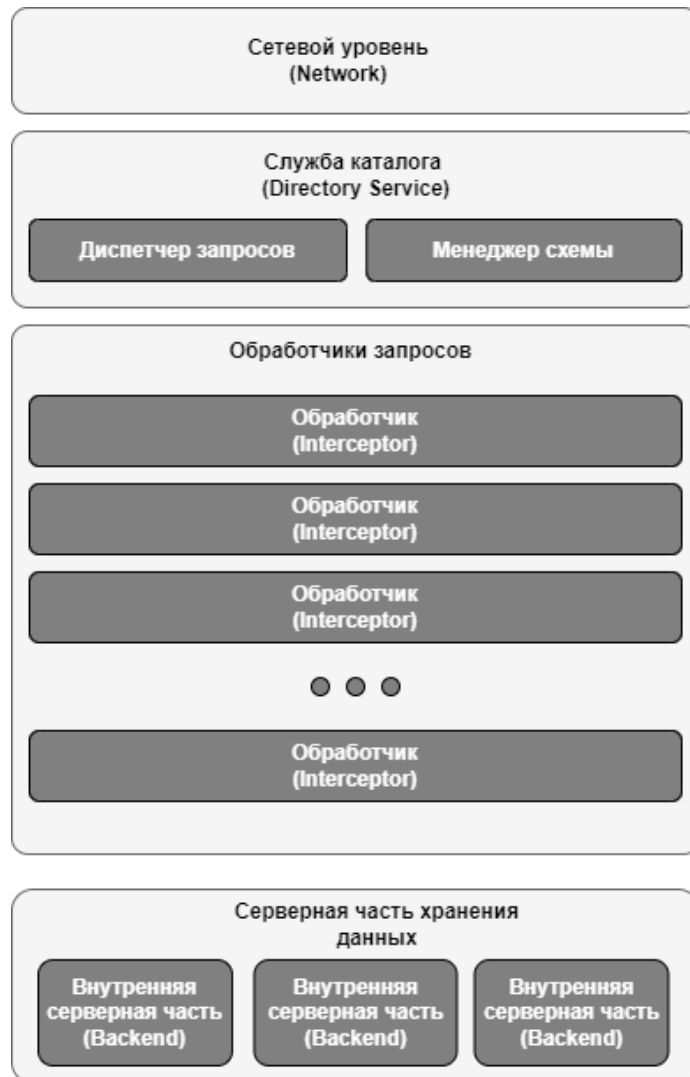 Сетевой уровень
(Network)
Служба каталога
(Directory Service)
Диспетчер запросов
Менеджер схемы
Обработчики запросов
Обработчик
(Interceptor)
Обработчик
(Interceptor)
Обработчик
(Interceptor)
Обработчик
(Interceptor)
Серверная часть хранения
данных
Внутренняя
серверная часть
(Backend)
Внутренняя
серверная часть
(Backend)
Внутренняя
серверная часть
(Backend)